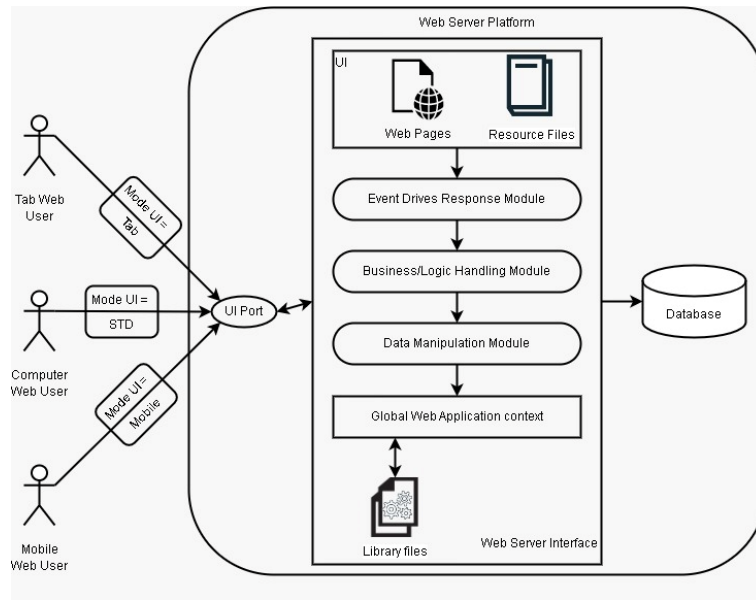 Web Server Platform
UI
Web Pages
Resource Files
Mode UI =
Tab
Tab Web
User
Event Drives Response Module
Business/Logic Handling Module
Mode UI =
STD
UI Port
Database
Computer
Web User
Data Manipulation Module
Mode UI =
Mobile
Global Web Application context
Mobile
Web User
Library files
Web Server Interface